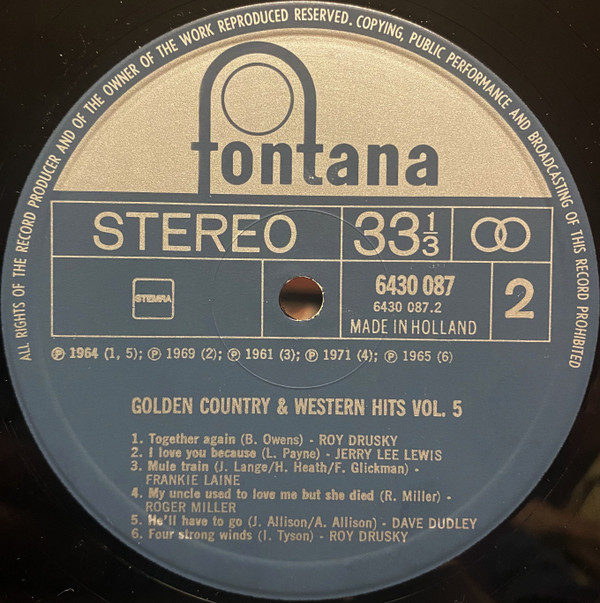 ALL RIGHTS OF THE RECORD PRODUCER AND OF THE OWNER OF THE WORK REPRODUCED RESERVED. COPYING, PUBLIC PERFORMANCE AND BROADCASTING OF THIS RECORD PROHIBITED
fontana
STEREO 33 1/3
STEMRA
6430 087
6430 087.2
MADE IN HOLLAND
2
℗ 1964 (1, 5); ℗ 1969 (2); ℗ 1961 (3); ℗ 1971 (4); ℗ 1965 (6)
GOLDEN COUNTRY & WESTERN HITS VOL. 5
1. Together again (B. Owens) - ROY DRUSKY
2. I love you because (L. Payne) - JERRY LEE LEWIS
3. Mule train (J. Lange/H. Heath/F. Glickman) -
FRANKIE LAINE
4. My uncle used to love me but she died (R. Miller) -
ROGER MILLER
5. He'll have to go (J. Allison/A. Allison) - DAVE DUDLEY
6. Four strong winds (I. Tyson) - ROY DRUSKY